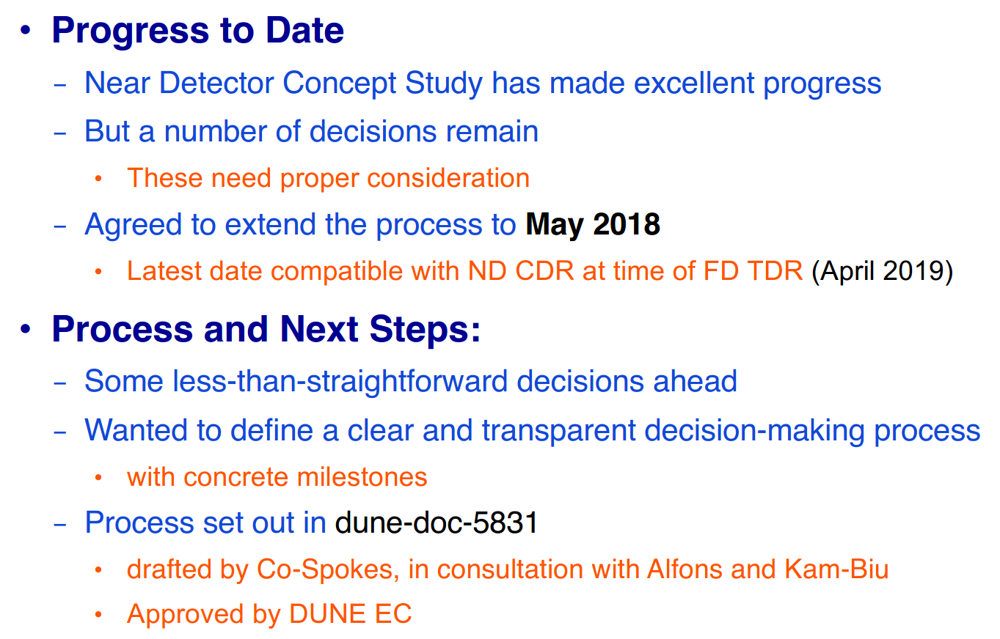 • Progress to Date
– Near Detector Concept Study has made excellent progress
– But a number of decisions remain
• These need proper consideration
– Agreed to extend the process to May 2018
• Latest date compatible with ND CDR at time of FD TDR (April 2019)
• Process and Next Steps:
– Some less-than-straightforward decisions ahead
– Wanted to define a clear and transparent decision-making process
• with concrete milestones
– Process set out in dune-doc-5831
• drafted by Co-Spokes, in consultation with Alfons and Kam-Biu
• Approved by DUNE EC